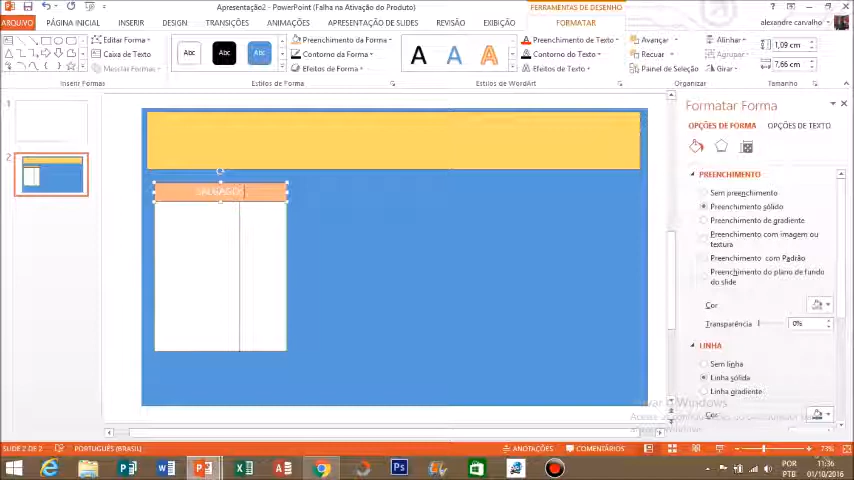 Apresentação2 - PowerPoint (Falha na Ativação do Produto)
FERRAMENTAS DE DESENHO
ARQUIVO PÁGINA INICIAL INSERIR DESIGN TRANSIÇÕES ANIMAÇÕES APRESENTAÇÃO DE SLIDES REVISÃO EXIBIÇÃO FORMATAR alexandre carvalho
Editar Forma
Caixa de Texto
Mesclar Formas
Inserir Formas
Abc Abc Abc
Preenchimento da Forma
Contorno da Forma
Efeitos de Forma
Estilos de Forma
A A A
Preenchimento de Texto
Contorno do Texto
Efeitos de Texto
Estilos de WordArt
Avançar
Recuar
Painel de Seleção
Alinhar
Agrupar
Girar
Organizar
1,09 cm
7,66 cm
Tamanho
1
2
SALGADOS
Formatar Forma
OPÇÕES DE FORMA OPÇÕES DE TEXTO
PREENCHIMENTO
Sem preenchimento
Preenchimento sólido
Preenchimento de gradiente
Preenchimento com imagem ou
textura
Preenchimento com Padrão
Preenchimento do plano de fundo
do slide
Cor
Transparência 0%
LINHA
Sem linha
Linha sólida
Linha gradiente
Cor
SLIDE 2 DE 2 PORTUGUÊS (BRASIL) ANOTAÇÕES COMENTÁRIOS 73%
POR
PTB
11:36
01/10/2016